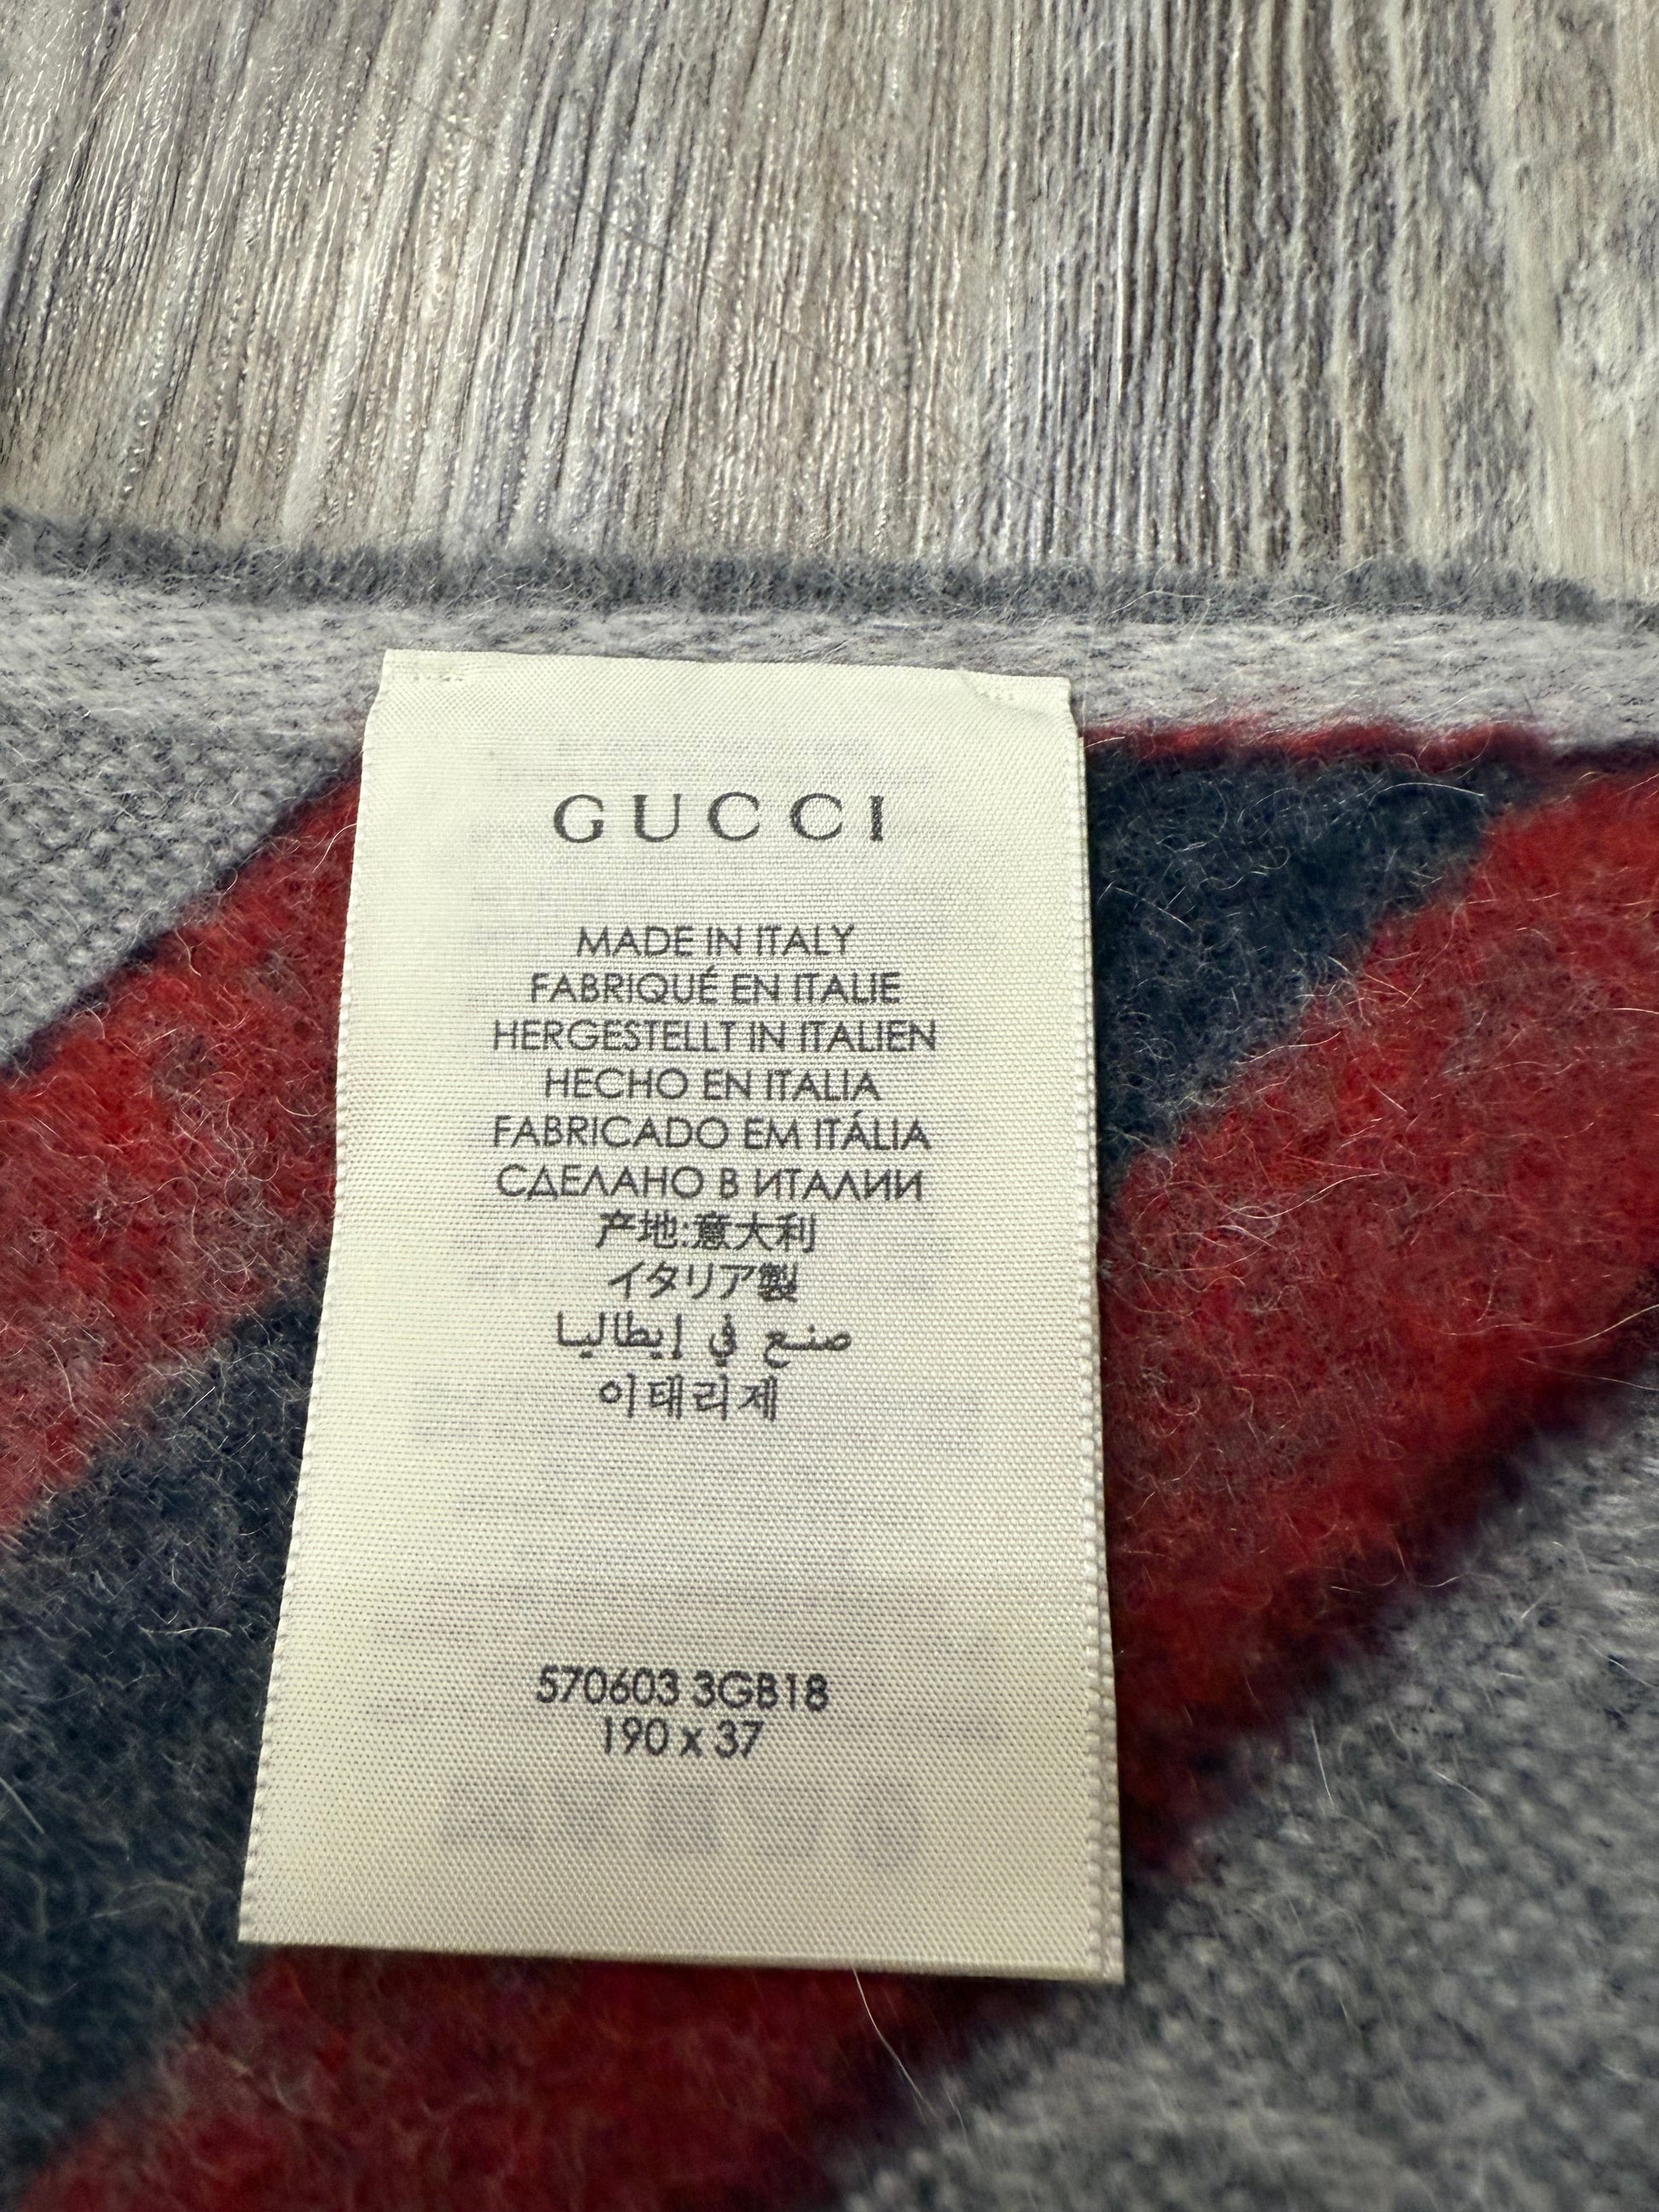 GUCCI
MADE IN ITALY
FABRIQUÉ EN ITALIE
HERGESTELLT IN ITALIEN
HECHO EN ITALIA
FABRICADO EM ITÁLIA
СДЕЛАНО В ИТАЛИИ
产地:意大利
イタリア製
صنع في إيطاليا
이태리제
570603 3GB18
190 x 37